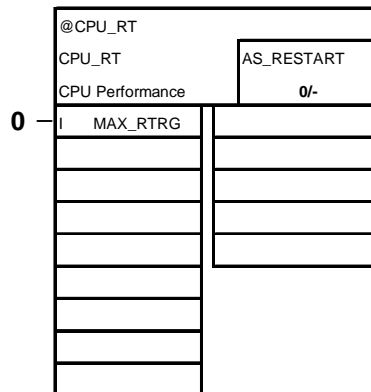 @CPU_RT
CPU_RT AS_RESTART
CPU Performance 0/-
0 I MAX_RTRG